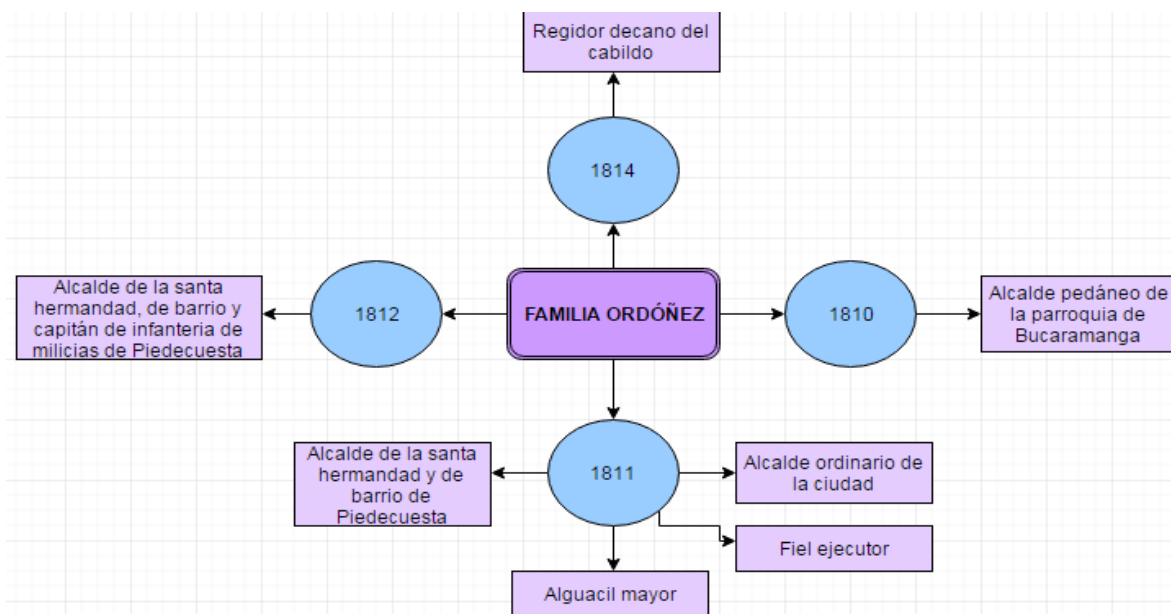 Regidor decano del
cabildo
1814
Alcalde de la santa
hermandad, de barrio y
capitán de infanteria de
milicias de Piedecuesta
1812
FAMILIA ORDÓÑEZ
1810
Alcalde pedáneo de
la parroquia de
Bucaramanga
Alcalde de la santa
hermandad y de
barrio de
Piedecuesta
1811
Alcalde ordinario de
la ciudad
Fiel ejecutor
Alguacil mayor